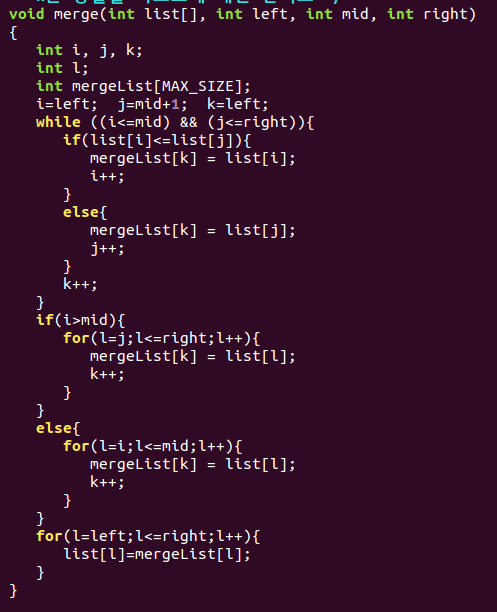 void merge(int list[], int left, int mid, int right)
{
   int i, j, k;
   int l;
   int mergeList[MAX_SIZE];
   i=left;  j=mid+1;  k=left;
   while ((i<=mid) && (j<=right)){
      if(list[i]<=list[j]){
         mergeList[k] = list[i];
         i++;
      }
      else{
         mergeList[k] = list[j];
         j++;
      }
      k++;
   }
   if(i>mid){
      for(l=j;l<=right;l++){
         mergeList[k] = list[l];
         k++;
      }
   }
   else{
      for(l=i;l<=mid;l++){
         mergeList[k] = list[l];
         k++;
      }
   }
   for(l=left;l<=right;l++){
      list[l]=mergeList[l];
   }
}